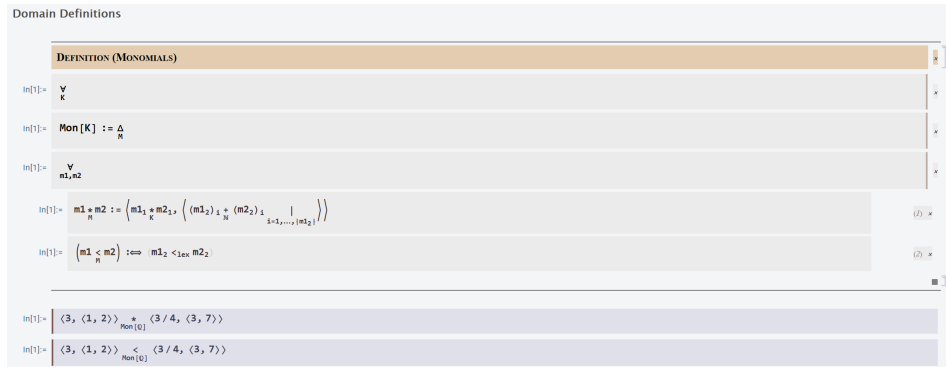 Domain Definitions
DEFINITION (MONOMIALS) ×
In[1]:= ∀ K ×
In[1]:= Mon[K] := Δ M ×
In[1]:= ∀ m1,m2 ×
In[1]:= m1 * M m2 := ⟨m1₁ * K m2₁, ⟨(m1₂)ᵢ + ℕ (m2₂)ᵢ | i=1,...,|m1₂|⟩⟩ (1) ×
In[1]:= (m1 < M m2) :⟺ (m1₂ <lex m2₂) (2) ×
In[1]:= ⟨3, ⟨1, 2⟩⟩ * Mon[ℚ] ⟨3/4, ⟨3, 7⟩⟩
In[1]:= ⟨3, ⟨1, 2⟩⟩ < Mon[ℚ] ⟨3/4, ⟨3, 7⟩⟩